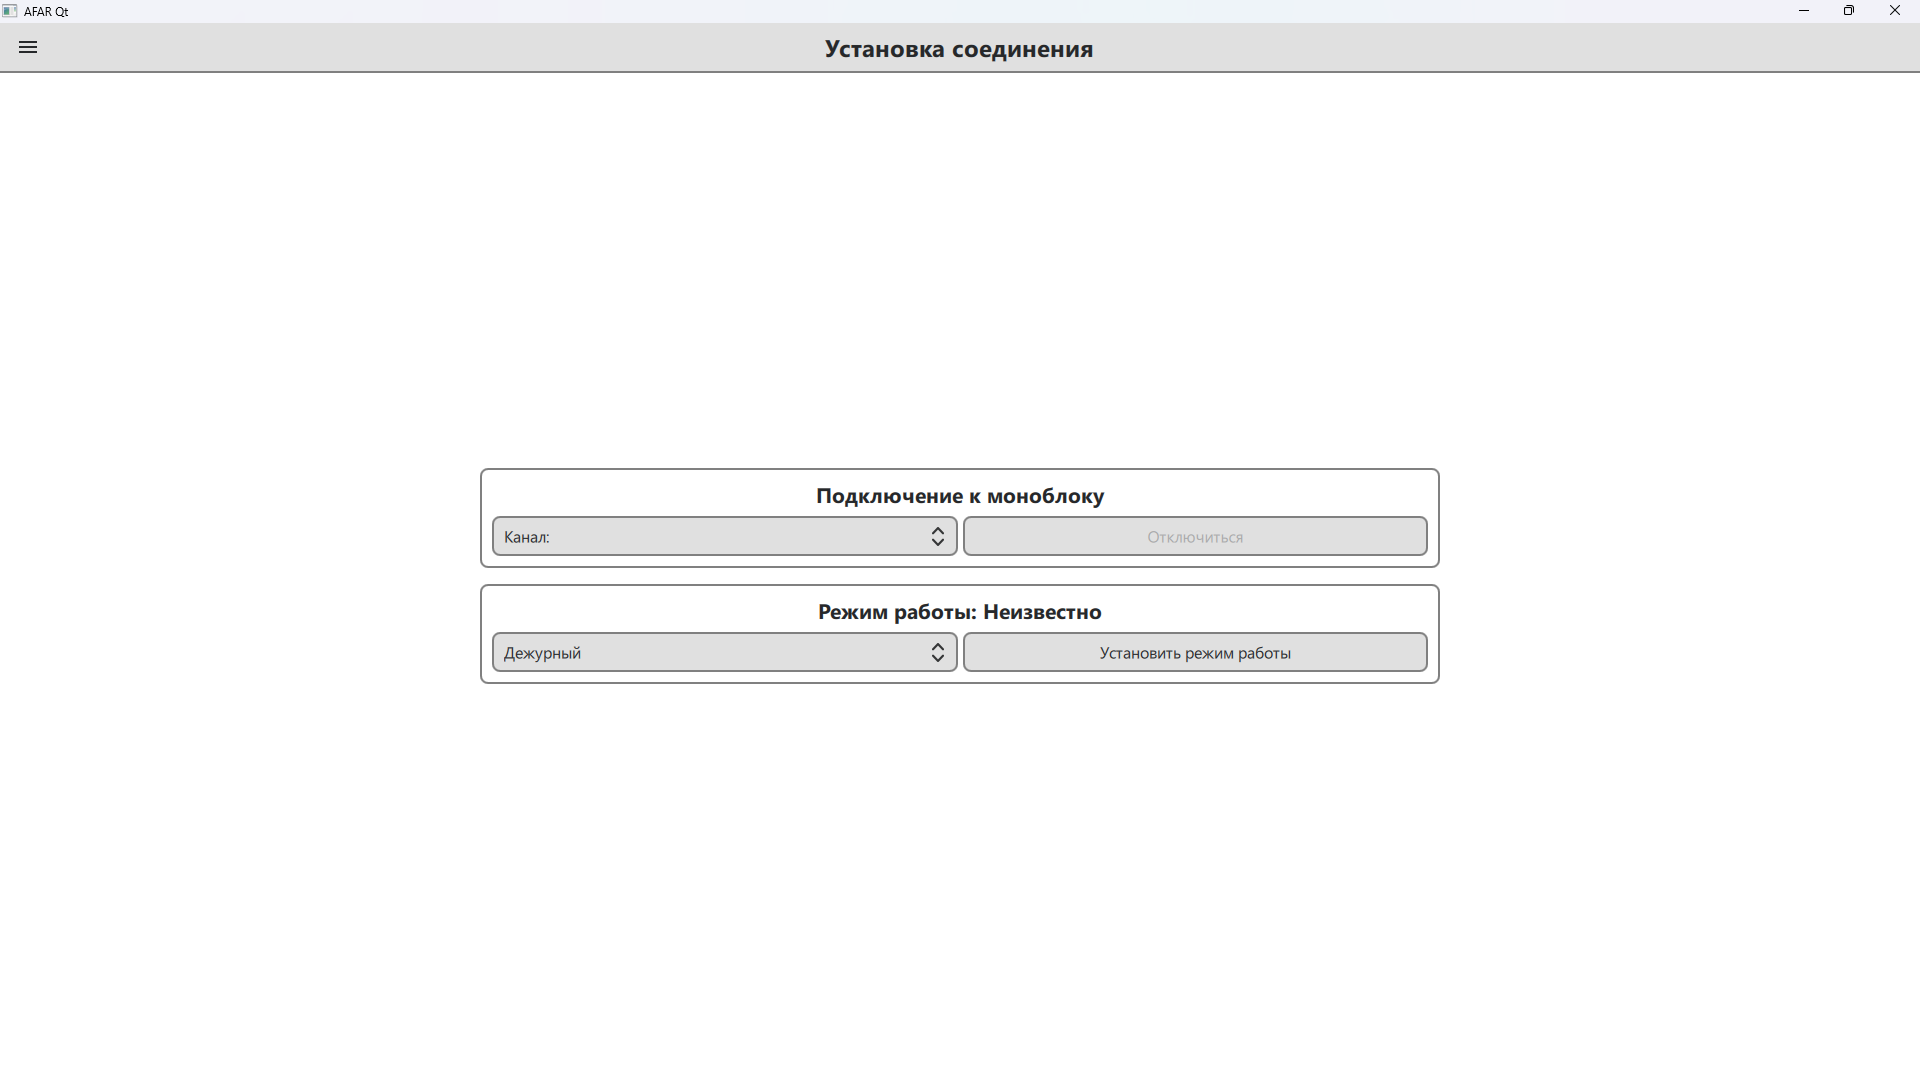 AFAR Qt
Установка соединения
Подключение к моноблоку
Канал:
Отключиться
Режим работы: Неизвестно
Дежурный
Установить режим работы